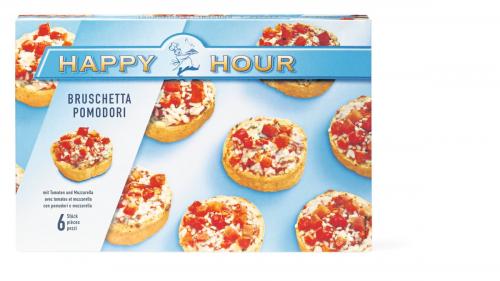 HAPPY HOUR
BRUSCHETTA
POMODORI
mit Tomaten und Mozzarella
avec tomates et mozzarella
con pomodori e mozzarella
6 Stück
pièces
pezzi